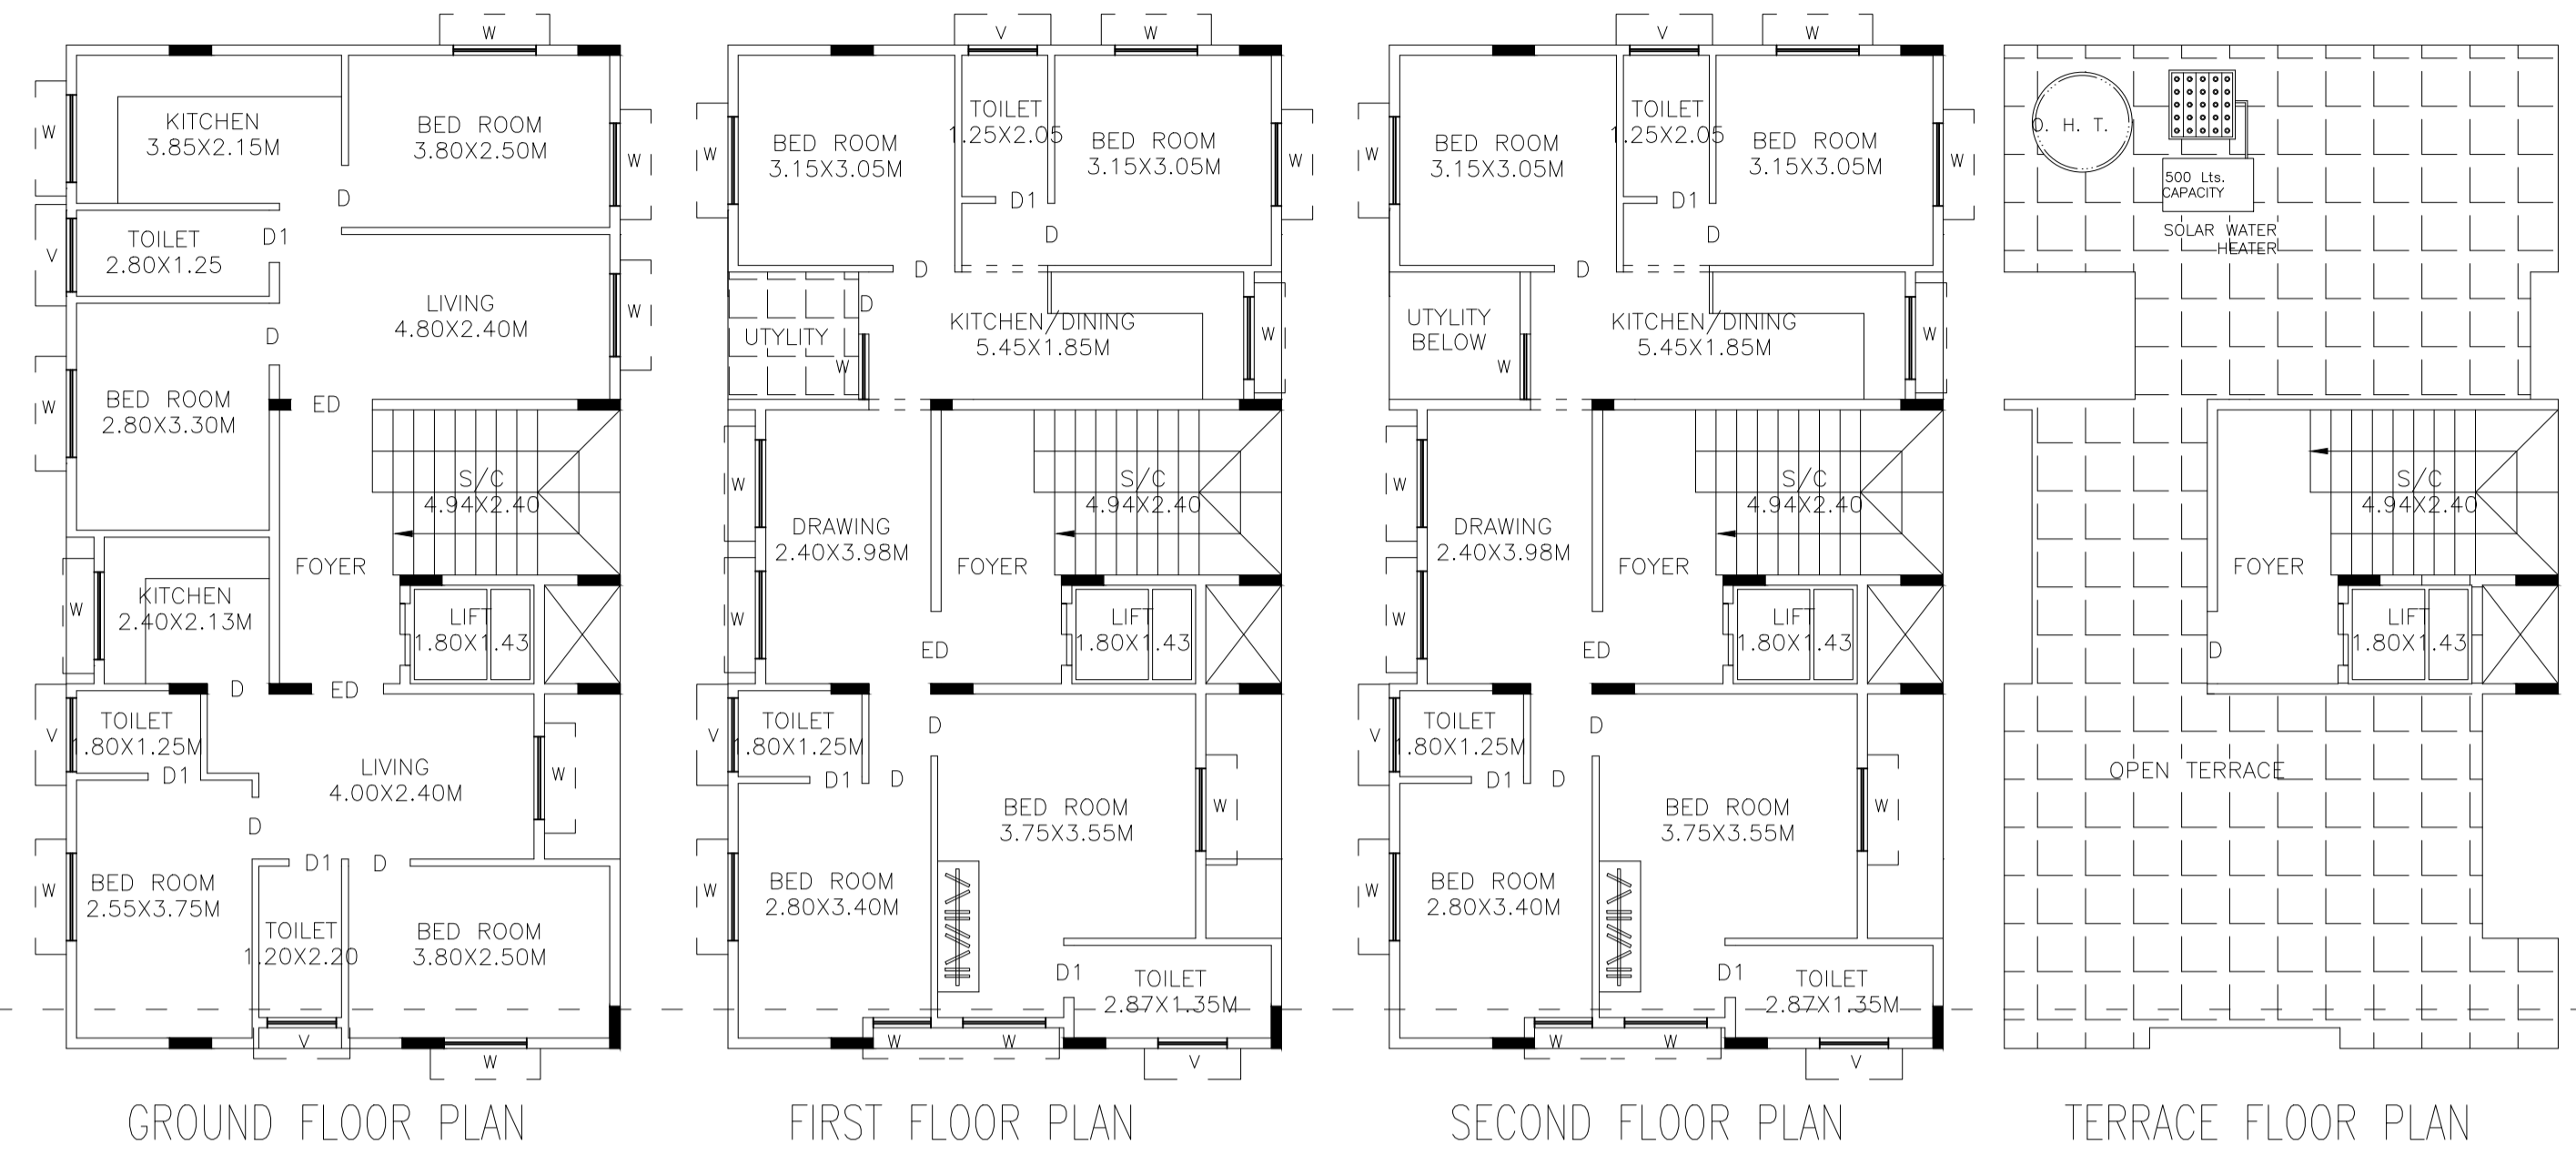 W
W
KITCHEN
3.85X2.15M
BED ROOM
3.80X2.50M
W
D
V
TOILET
2.80X1.25
D1
LIVING
4.80X2.40M
W
D
W
BED ROOM
2.80X3.30M
ED
S/C
4.94X2.40
FOYER
W
KITCHEN
2.40X2.13M
LIFT
1.80X1.43
D
ED
V
TOILET
1.80X1.25M
D1
LIVING
4.00X2.40M
W
D
D1
D
W
BED ROOM
2.55X3.75M
TOILET
1.20X2.20
BED ROOM
3.80X2.50M
V
W
GROUND FLOOR PLAN
V
W
W
BED ROOM
3.15X3.05M
TOILET
1.25X2.05
BED ROOM
3.15X3.05M
W
D1
D
D
D
UTYLITY
W
KITCHEN/DINING
5.45X1.85M
W
W
S/C
4.94X2.40
DRAWING
2.40X3.98M
FOYER
W
LIFT
1.80X1.43
ED
V
TOILET
1.80X1.25M
D
D1
D
BED ROOM
3.75X3.55M
W
W
BED ROOM
2.80X3.40M
D1
TOILET
2.87X1.35M
W
W
V
FIRST FLOOR PLAN
V
W
W
BED ROOM
3.15X3.05M
TOILET
1.25X2.05
BED ROOM
3.15X3.05M
W
D1
D
D
UTYLITY
BELOW
W
KITCHEN/DINING
5.45X1.85M
W
W
S/C
4.94X2.40
DRAWING
2.40X3.98M
FOYER
W
LIFT
1.80X1.43
ED
V
TOILET
1.80X1.25M
D
D1
D
BED ROOM
3.75X3.55M
W
W
BED ROOM
2.80X3.40M
D1
TOILET
2.87X1.35M
W
W
V
SECOND FLOOR PLAN
O. H. T.
500 Lts.
CAPACITY
SOLAR WATER
HEATER
S/C
4.94X2.40
FOYER
LIFT
1.80X1.43
D
OPEN TERRACE
TERRACE FLOOR PLAN